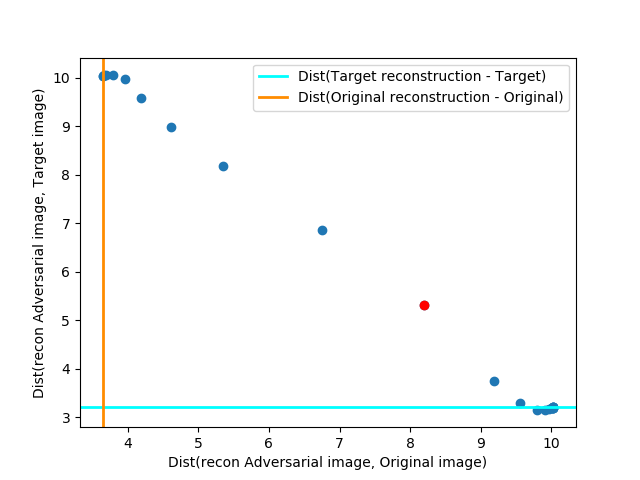 Dist(Target reconstruction - Target)
Dist(Original reconstruction - Original)
Dist(recon Adversarial image, Target image)
10
9
8
7
6
5
4
3
4 5 6 7 8 9 10
Dist(recon Adversarial image, Original image)